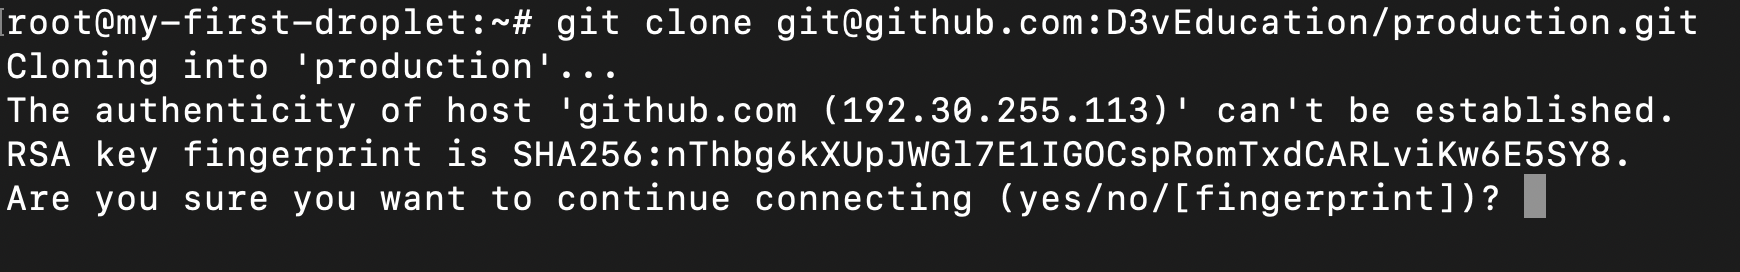 root@my-first-droplet:~# git clone git@github.com:D3vEducation/production.git
Cloning into 'production'...
The authenticity of host 'github.com (192.30.255.113)' can't be established.
RSA key fingerprint is SHA256:nThbg6kXUpJWGl7E1IGOCspRomTxdCARLviKw6E5SY8.
Are you sure you want to continue connecting (yes/no/[fingerprint])?